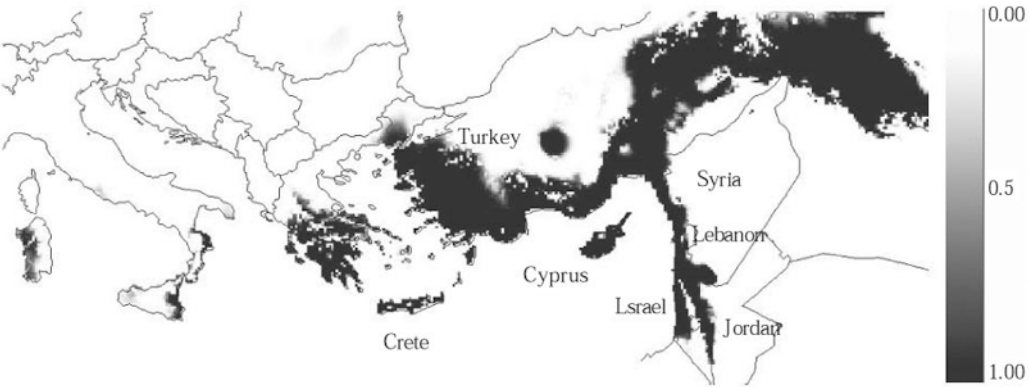 0.00
Turkey
Syria
0.5
Lebanon
Cyprus
Lsrael
Jordan
Crete
1.00